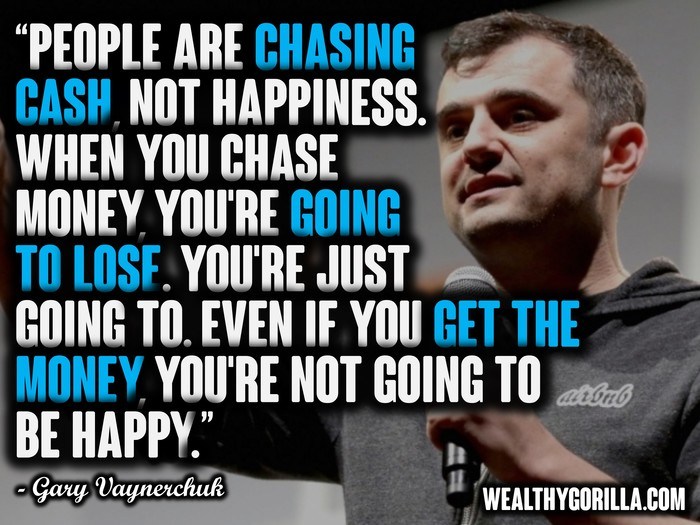 “PEOPLE ARE CHASING
CASH, NOT HAPPINESS.
WHEN YOU CHASE
MONEY, YOU'RE GOING
TO LOSE. YOU'RE JUST
GOING TO. EVEN IF YOU GET THE
MONEY, YOU'RE NOT GOING TO
BE HAPPY.”
- Gary Vaynerchuk
airbnb
WEALTHYGORILLA.COM